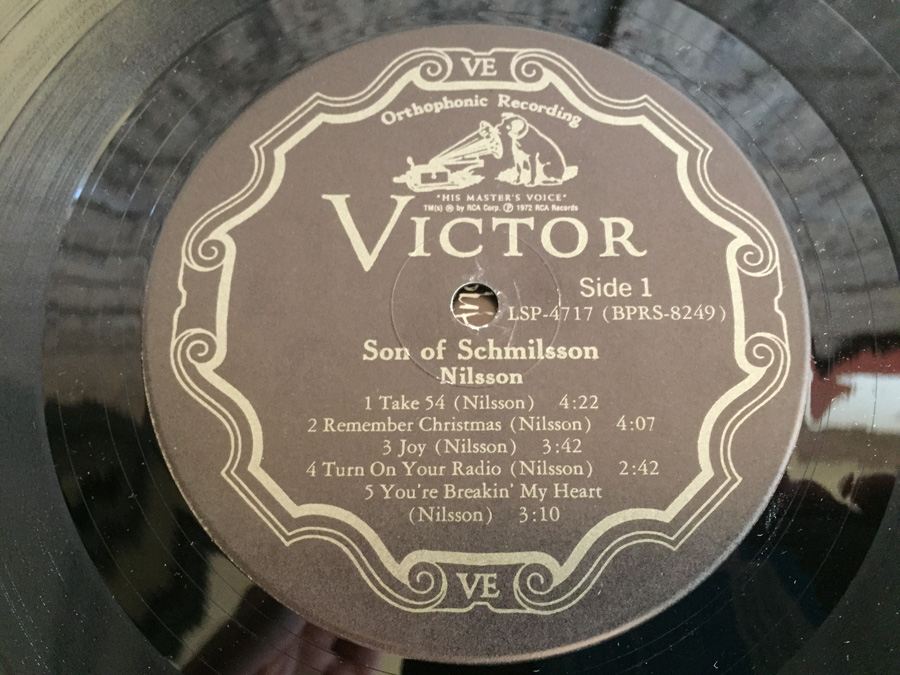 VE
Orthophonic Recording
"HIS MASTER'S VOICE"
TM(s) ® by RCA Corp. ℗ 1972 RCA Records
VICTOR
Side 1
LSP-4717 (BPRS-8249)
Son of Schmilsson
Nilsson
1 Take 54 (Nilsson) 4:22
2 Remember Christmas (Nilsson) 4:07
3 Joy (Nilsson) 3:42
4 Turn On Your Radio (Nilsson) 2:42
5 You're Breakin' My Heart
(Nilsson) 3:10
VE